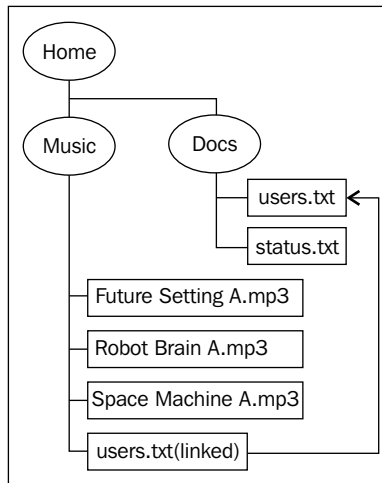 Home
Music
Docs
users.txt
status.txt
Future Setting A.mp3
Robot Brain A.mp3
Space Machine A.mp3
users.txt(linked)